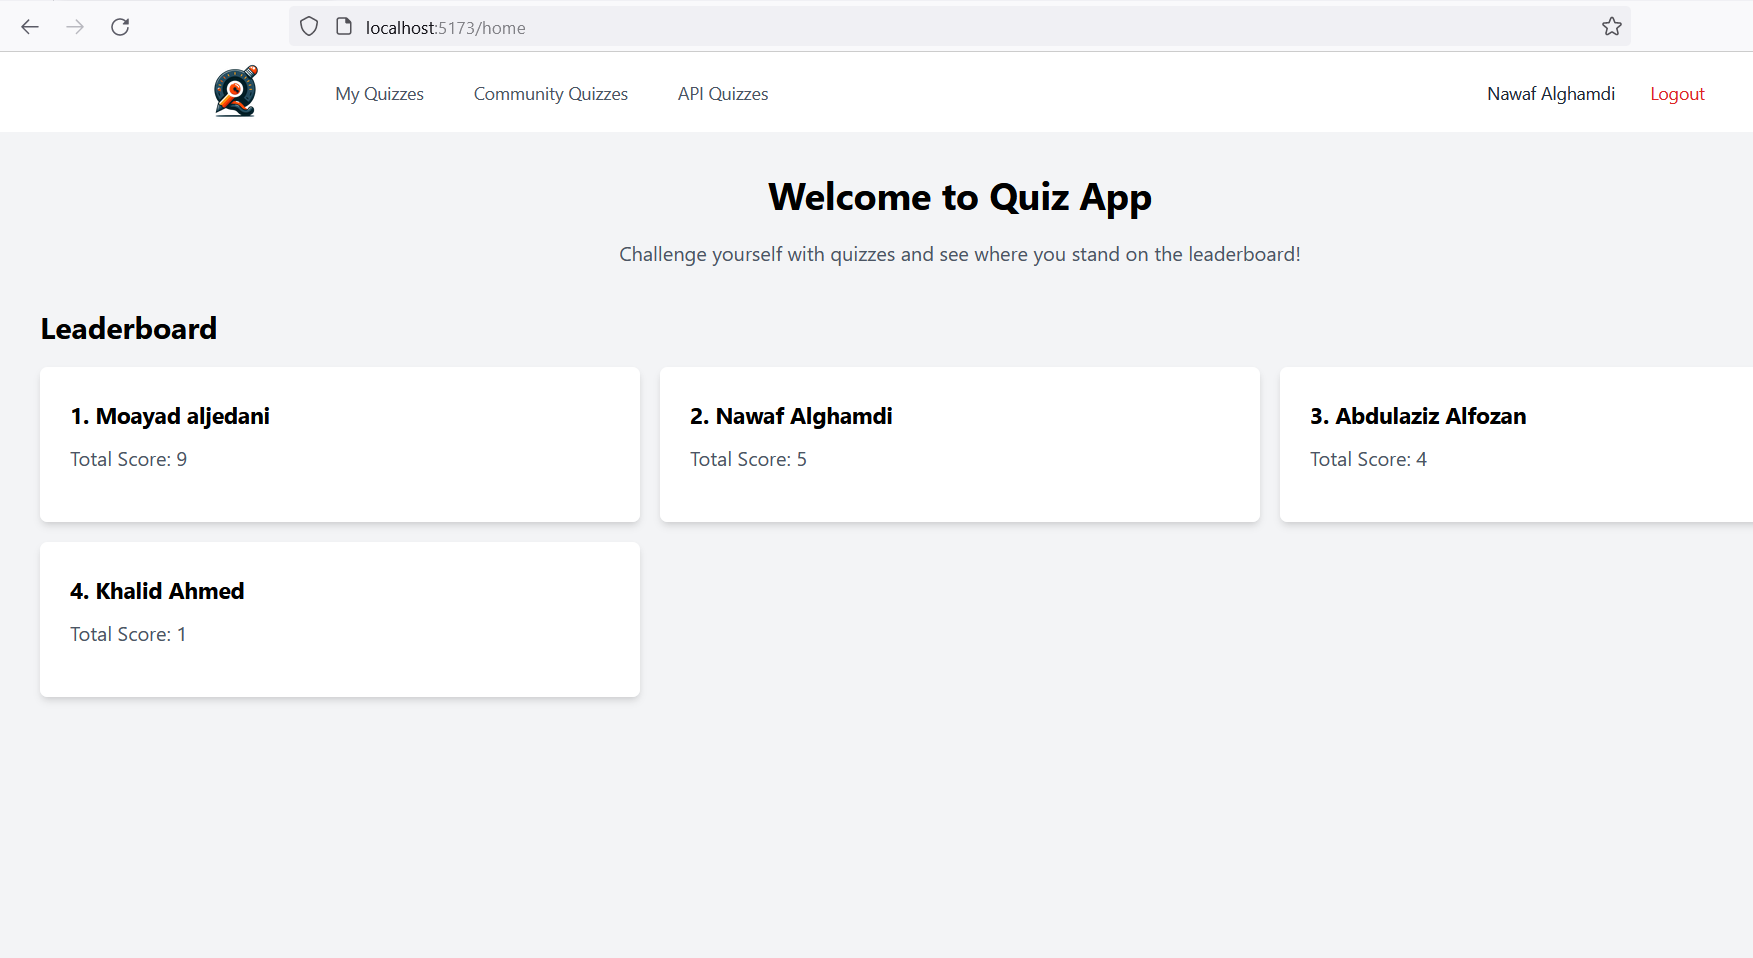 localhost:5173/home
My Quizzes Community Quizzes API Quizzes Nawaf Alghamdi Logout
Welcome to Quiz App
Challenge yourself with quizzes and see where you stand on the leaderboard!
Leaderboard
1. Moayad aljedani
Total Score: 9
2. Nawaf Alghamdi
Total Score: 5
3. Abdulaziz Alfozan
Total Score: 4
4. Khalid Ahmed
Total Score: 1